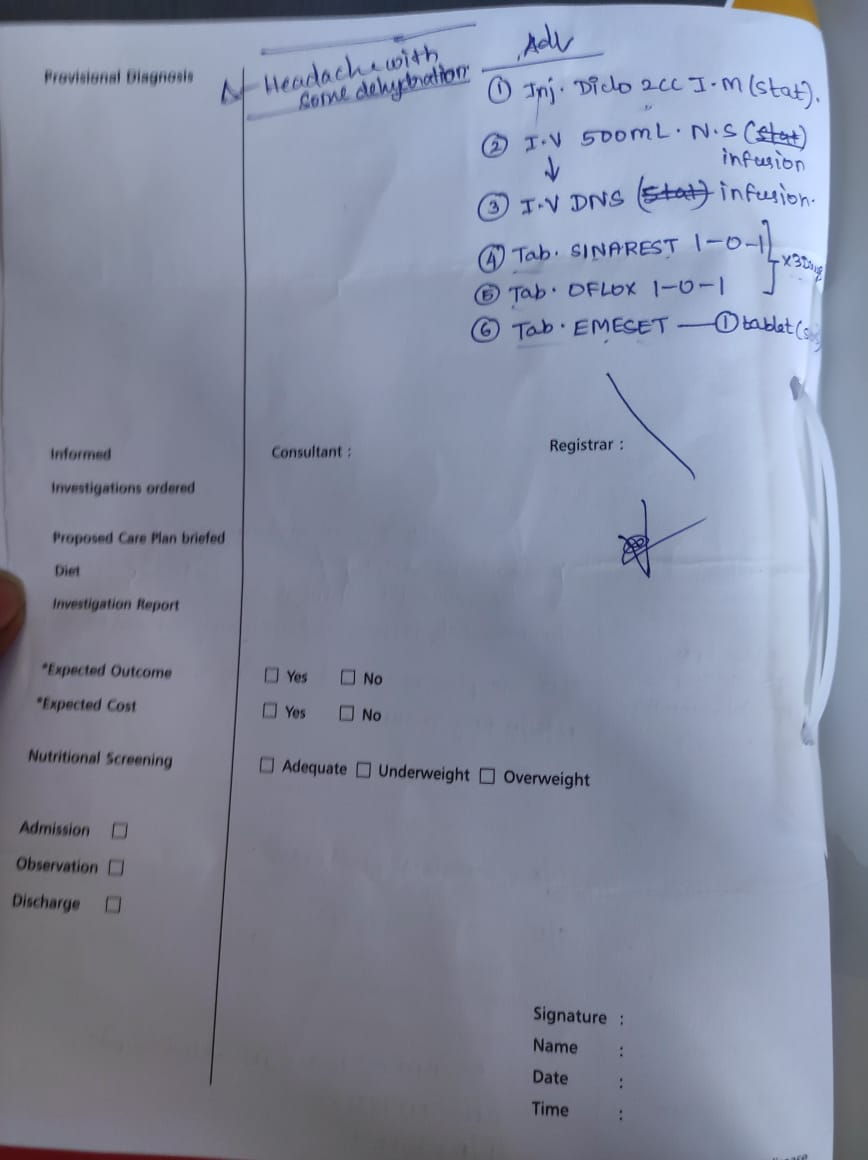 Provisional Diagnosis
Headache with
some dehydration.
Adv
① Inj. Diclo 2cc I.M (stat).
② I.V 500mL. N.S (stat)
infusion
↓
③ I.V DNS (stat) infusion.
④ Tab. SINAREST 1-0-1
x3Days
⑤ Tab. OFLOX 1-0-1
⑥ Tab. EMESET — ① tablet
Informed
Consultant :
Registrar :
Investigations ordered
Proposed Care Plan briefed
Diet
Investigation Report
*Expected Outcome ☐ Yes ☐ No
*Expected Cost ☐ Yes ☐ No
Nutritional Screening ☐ Adequate ☐ Underweight ☐ Overweight
Admission ☐
Observation ☐
Discharge ☐
Signature :
Name :
Date :
Time :